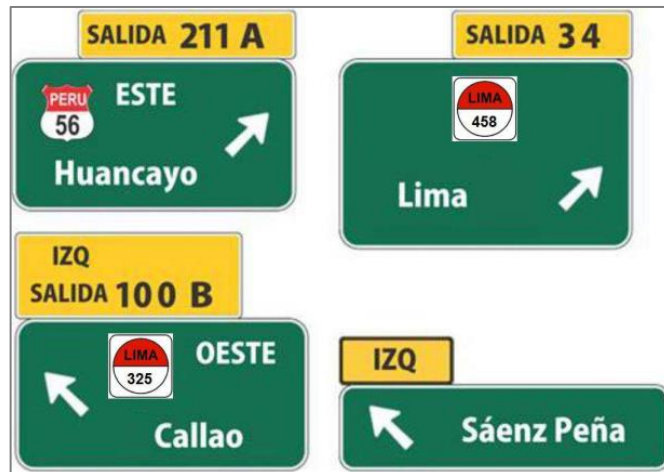 SALIDA 211 A
PERU
56
ESTE
Huancayo
SALIDA 34
LIMA
458
Lima
IZQ
SALIDA 100 B
LIMA
325
OESTE
Callao
IZQ
Sáenz Peña